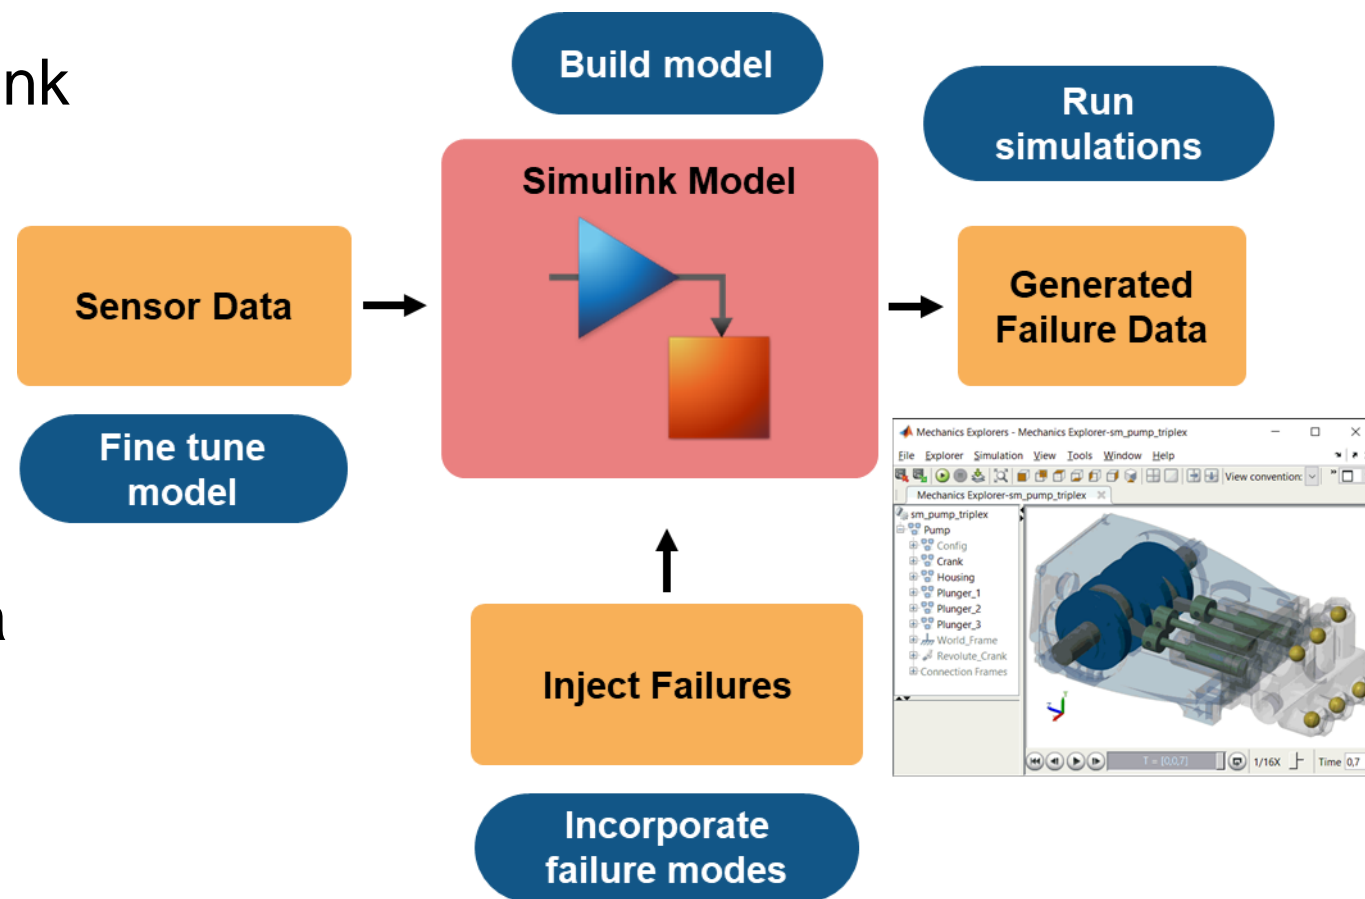 nk
Build model
Run
simulations
Simulink Model
Sensor Data
Generated
Failure Data
Fine tune
model
Inject Failures
Incorporate
failure modes
Mechanics Explorers - Mechanics Explorer-sm_pump_triplex
File Explorer Simulation View Tools Window Help
View convention:
Mechanics Explorer-sm_pump_triplex
sm_pump_triplex
Pump
Config
Crank
Housing
Plunger_1
Plunger_2
Plunger_3
World_Frame
Revolute_Crank
Connection Frames
T = [0,0,7]
1/16X
Time 0,7